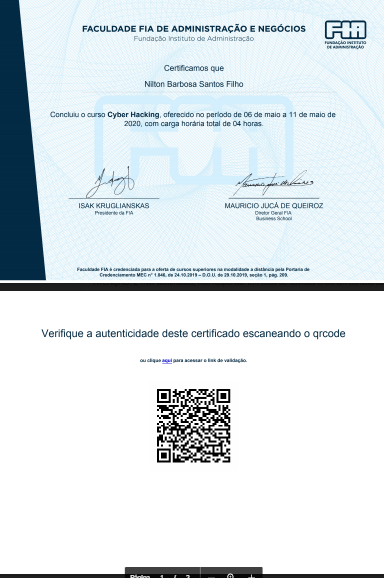 FACULDADE FIA DE ADMINISTRAÇÃO E NEGÓCIOS
Fundação Instituto de Administração
FIA
FUNDAÇÃO INSTITUTO
DE ADMINISTRAÇÃO
Certificamos que
Nilton Barbosa Santos Filho
Concluiu o curso Cyber Hacking, oferecido no período de 06 de maio a 11 de maio de
2020, com carga horária total de 04 horas.
ISAK KRUGLIANSKAS
Presidente da FIA
MAURICIO JUCÁ DE QUEIROZ
Diretor Geral FIA
Business School
Faculdade FIA é credenciada para a oferta de cursos superiores na modalidade a distância pela Portaria de
Credenciamento MEC nº 1.846, de 24.10.2019 – D.O.U. de 29.10.2019, seção 1, pág. 209.
Verifique a autenticidade deste certificado escaneando o qrcode
ou clique aqui para acessar o link de validação.
Página 1 / 2